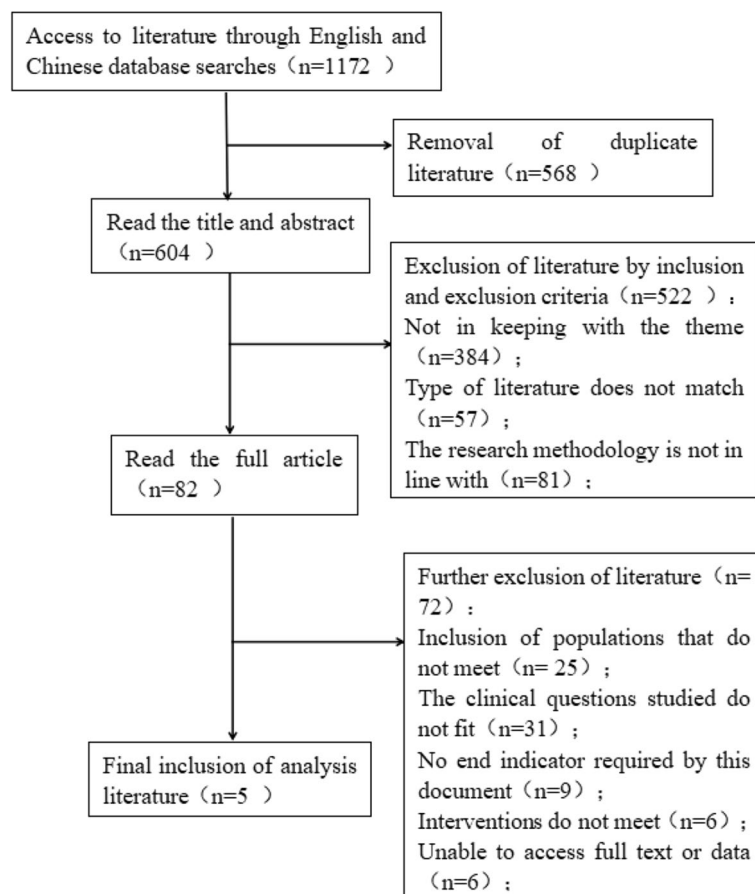 Access to literature through English and
Chinese database searches（n=1172 ）
Removal of duplicate
literature（n=568 ）
Read the title and abstract
（n=604 ）
Exclusion of literature by inclusion
and exclusion criteria（n=522 ）：
Not in keeping with the theme
（n=384）；
Type of literature does not match
（n=57）；
The research methodology is not in
line with（n=81）；
Read the full article
（n=82 ）
Further exclusion of literature（n=
72）：
Inclusion of populations that do
not meet（n= 25）；
The clinical questions studied do
not fit（n=31）；
No end indicator required by this
document（n=9）；
Interventions do not meet（n=6）；
Unable to access full text or data
（n=6）；
Final inclusion of analysis
literature（n=5 ）